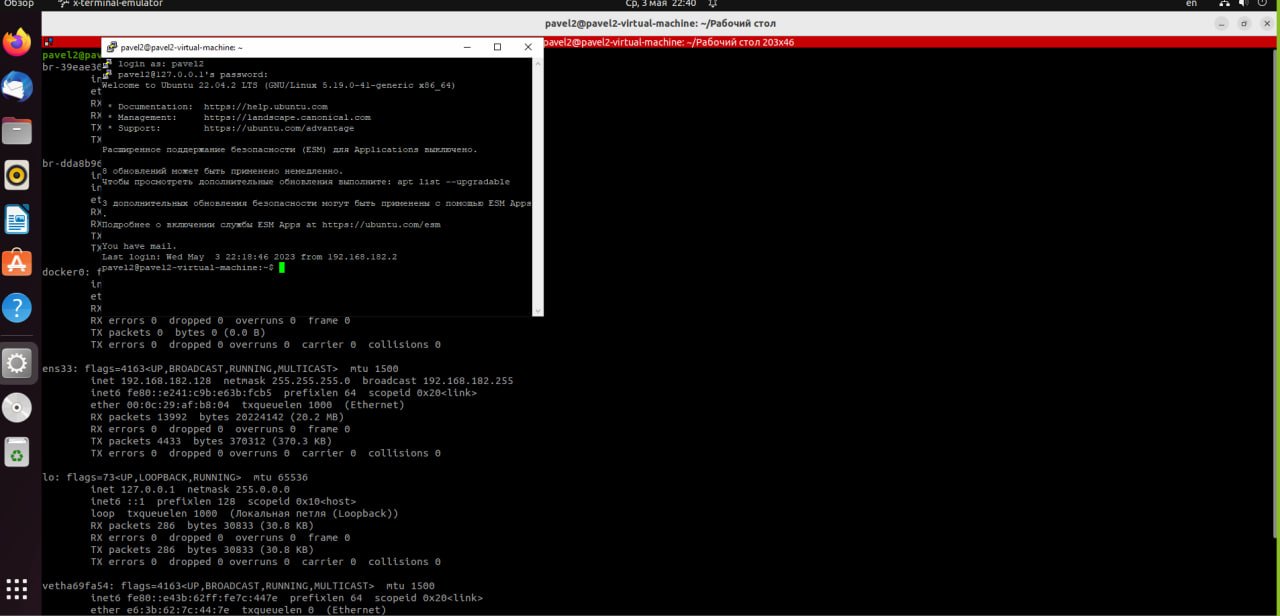 Обзор
x-terminal-emulator
Ср, 3 мая 22:40
en
pavel2@pavel2-virtual-machine: ~/Рабочий стол
pavel2@pavel2-virtual-machine: ~/Рабочий стол 203x46
pavel2@pavel2-virtual-machine: ~
login as: pavel2
pavel2@127.0.0.1's password:
Welcome to Ubuntu 22.04.2 LTS (GNU/Linux 5.19.0-41-generic x86_64)
* Documentation: https://help.ubuntu.com
* Management: https://landscape.canonical.com
* Support: https://ubuntu.com/advantage
Расширенное поддержание безопасности (ESM) для Applications выключено.
8 обновлений может быть применено немедленно.
Чтобы просмотреть дополнительные обновления выполните: apt list --upgradable
3 дополнительных обновления безопасности могут быть применены с помощью ESM Apps
.
Подробнее о включении службы ESM Apps at https://ubuntu.com/esm
You have mail.
Last login: Wed May 3 22:18:46 2023 from 192.168.182.2
pavel2@pavel2-virtual-machine:~$
pavel2@pav
br-39eae30
in
et
RX
RX
TX
TX
br-dda8b96
in
in
et
RX
RX
TX
TX
docker0: f
in
et
RX
RX errors 0 dropped 0 overruns 0 frame 0
TX packets 0 bytes 0 (0.0 B)
TX errors 0 dropped 0 overruns 0 carrier 0 collisions 0
ens33: flags=4163<UP,BROADCAST,RUNNING,MULTICAST> mtu 1500
inet 192.168.182.128 netmask 255.255.255.0 broadcast 192.168.182.255
inet6 fe80::e241:c9b:e63b:fcb5 prefixlen 64 scopeid 0x20<link>
ether 00:0c:29:af:b8:04 txqueuelen 1000 (Ethernet)
RX packets 13992 bytes 20224142 (20.2 MB)
RX errors 0 dropped 0 overruns 0 frame 0
TX packets 4433 bytes 370312 (370.3 KB)
TX errors 0 dropped 0 overruns 0 carrier 0 collisions 0
lo: flags=73<UP,LOOPBACK,RUNNING> mtu 65536
inet 127.0.0.1 netmask 255.0.0.0
inet6 ::1 prefixlen 128 scopeid 0x10<host>
loop txqueuelen 1000 (Локальная петля (Loopback))
RX packets 286 bytes 30833 (30.8 KB)
RX errors 0 dropped 0 overruns 0 frame 0
TX packets 286 bytes 30833 (30.8 KB)
TX errors 0 dropped 0 overruns 0 carrier 0 collisions 0
vetha69fa54: flags=4163<UP,BROADCAST,RUNNING,MULTICAST> mtu 1500
inet6 fe80::e43b:62ff:fe7c:447e prefixlen 64 scopeid 0x20<link>
ether e6:3b:62:7c:44:7e txqueuelen 0 (Ethernet)